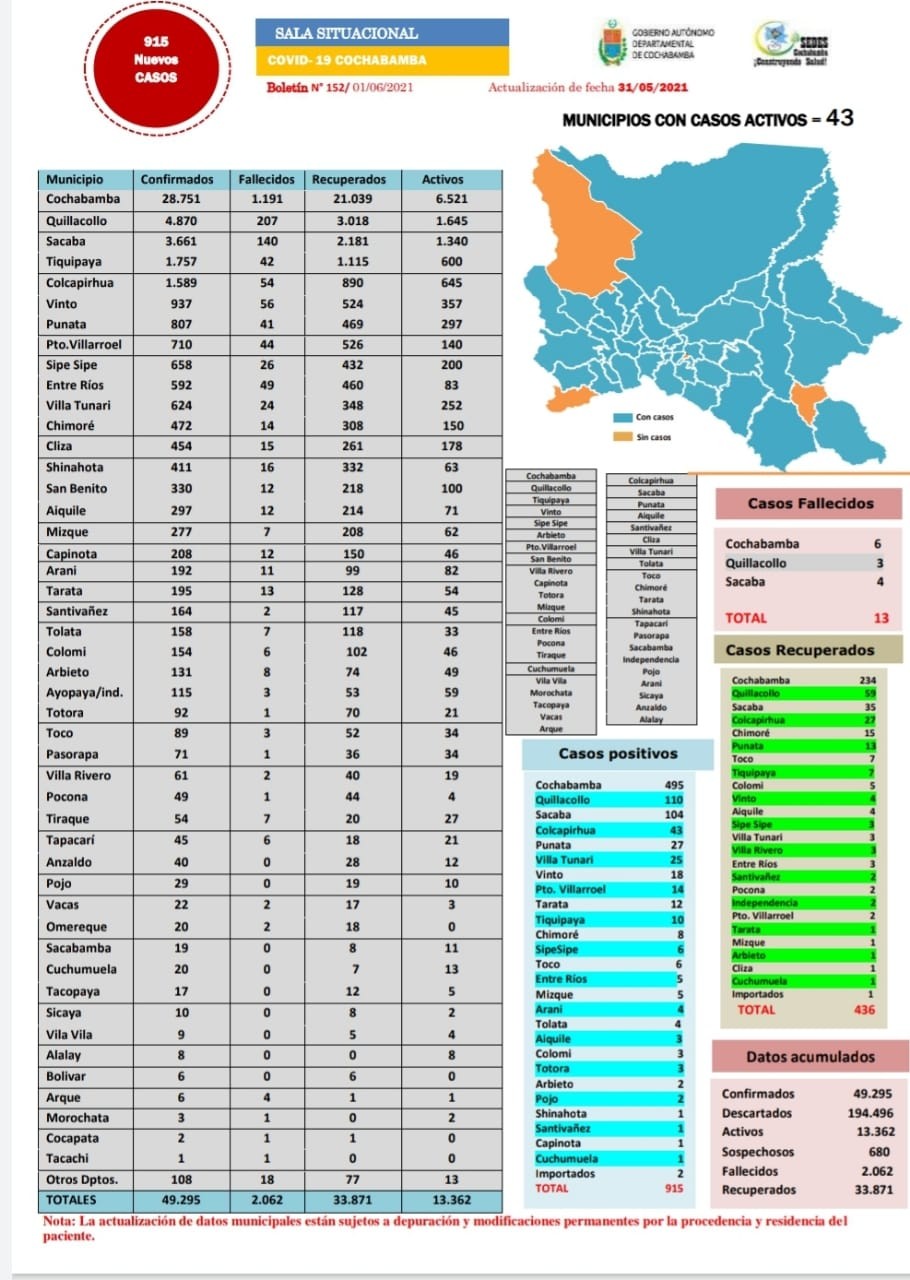 915
Nuevos
CASOS
SALA SITUACIONAL
COVID- 19 COCHABAMBA
Boletín N° 152/ 01/06/2021
Actualización de fecha 31/05/2021
GOBIERNO AUTÓNOMO
DEPARTAMENTAL
DE COCHABAMBA
SEDES
Cochabamba
¡Construyendo Salud!
MUNICIPIOS CON CASOS ACTIVOS = 43
Municipio Confirmados Fallecidos Recuperados Activos
Cochabamba 28.751 1.191 21.039 6.521
Quillacollo 4.870 207 3.018 1.645
Sacaba 3.661 140 2.181 1.340
Tiquipaya 1.757 42 1.115 600
Colcapirhua 1.589 54 890 645
Vinto 937 56 524 357
Punata 807 41 469 297
Pto.Villarroel 710 44 526 140
Sipe Sipe 658 26 432 200
Entre Ríos 592 49 460 83
Villa Tunari 624 24 348 252
Chimoré 472 14 308 150
Cliza 454 15 261 178
Shinahota 411 16 332 63
San Benito 330 12 218 100
Aiquile 297 12 214 71
Mizque 277 7 208 62
Capinota 208 12 150 46
Arani 192 11 99 82
Tarata 195 13 128 54
Santivañez 164 2 117 45
Tolata 158 7 118 33
Colomi 154 6 102 46
Arbieto 131 8 74 49
Ayopaya/ind. 115 3 53 59
Totora 92 1 70 21
Toco 89 3 52 34
Pasorapa 71 1 36 34
Villa Rivero 61 2 40 19
Pocona 49 1 44 4
Tiraque 54 7 20 27
Tapacarí 45 6 18 21
Anzaldo 40 0 28 12
Pojo 29 0 19 10
Vacas 22 2 17 3
Omereque 20 2 18 0
Sacabamba 19 0 8 11
Cuchumuela 20 0 7 13
Tacopaya 17 0 12 5
Sicaya 10 0 8 2
Vila Vila 9 0 5 4
Alalay 8 0 0 8
Bolivar 6 0 6 0
Arque 6 4 1 1
Morochata 3 1 0 2
Cocapata 2 1 1 0
Tacachi 1 1 0 0
Otros Dptos. 108 18 77 13
TOTALES 49.295 2.062 33.871 13.362
Con casos
Sin casos
Cochabamba
Quillacollo
Tiquipaya
Vinto
Sipe Sipe
Arbieto
Pto.Villarroel
San Benito
Villa Rivero
Capinota
Totora
Mizque
Colomi
Entre Ríos
Pocona
Tiraque
Cuchumuela
Vila Vila
Morochata
Tacopaya
Vacas
Arque
Colcapirhua
Sacaba
Punata
Aiquile
Santivañez
Cliza
Villa Tunari
Tolata
Toco
Chimoré
Tarata
Shinahota
Tapacarí
Pasorapa
Sacabamba
Independencia
Pojo
Arani
Sicaya
Anzaldo
Alalay
Casos positivos
Cochabamba 495
Quillacollo 110
Sacaba 104
Colcapirhua 43
Punata 27
Villa Tunari 25
Vinto 18
Pto. Villarroel 14
Tarata 12
Tiquipaya 10
Chimoré 8
SipeSipe 6
Toco 6
Entre Ríos 5
Mizque 5
Arani 4
Tolata 4
Aiquile 3
Colomi 3
Totora 3
Arbieto 2
Pojo 2
Shinahota 1
Santivañez 1
Capinota 1
Cuchumuela 1
Importados 2
TOTAL 915
Casos Fallecidos
Cochabamba 6
Quillacollo 3
Sacaba 4
TOTAL 13
Casos Recuperados
Cochabamba 234
Quillacollo 59
Sacaba 35
Colcapirhua 27
Chimoré 15
Punata 13
Toco 7
Tiquipaya 7
Colomi 5
Vinto 4
Aiquile 4
Sipe Sipe 3
Villa Tunari 3
Villa Rivero 3
Entre Ríos 3
Santivañez 2
Pocona 2
Independencia 2
Pto. Villarroel 2
Tarata 1
Mizque 1
Arbieto 1
Cliza 1
Cuchumuela 1
Importados 1
TOTAL 436
Datos acumulados
Confirmados 49.295
Descartados 194.496
Activos 13.362
Sospechosos 680
Fallecidos 2.062
Recuperados 33.871
Nota: La actualización de datos municipales están sujetos a depuración y modificaciones permanentes por la procedencia y residencia del
paciente.